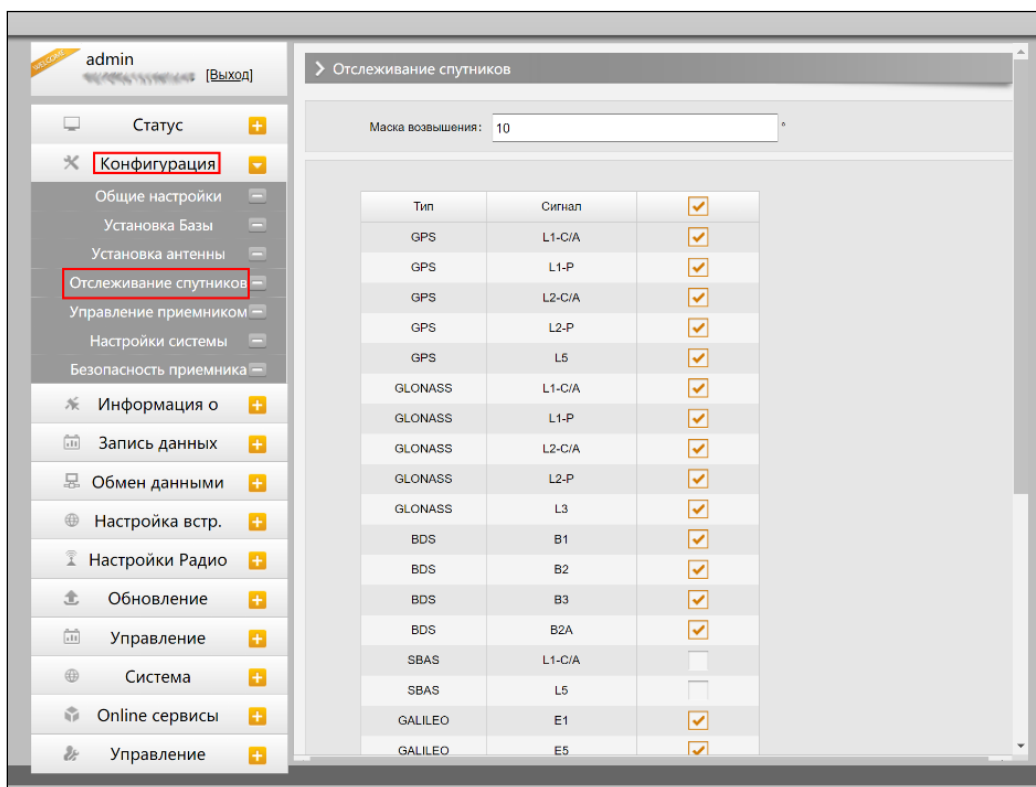 WELCOME
admin
[Выход]
Статус
Конфигурация
Общие настройки
Установка Базы
Установка антенны
Отслеживание спутников
Управление приемником
Настройки системы
Безопасность приемника
Информация о
Запись данных
Обмен данными
Настройка встр.
Настройки Радио
Обновление
Управление
Система
Online сервисы
Управление
Отслеживание спутников
Маска возвышения: 10 °
Тип Сигнал
GPS L1-C/A
GPS L1-P
GPS L2-C/A
GPS L2-P
GPS L5
GLONASS L1-C/A
GLONASS L1-P
GLONASS L2-C/A
GLONASS L2-P
GLONASS L3
BDS B1
BDS B2
BDS B3
BDS B2A
SBAS L1-C/A
SBAS L5
GALILEO E1
GALILEO E5